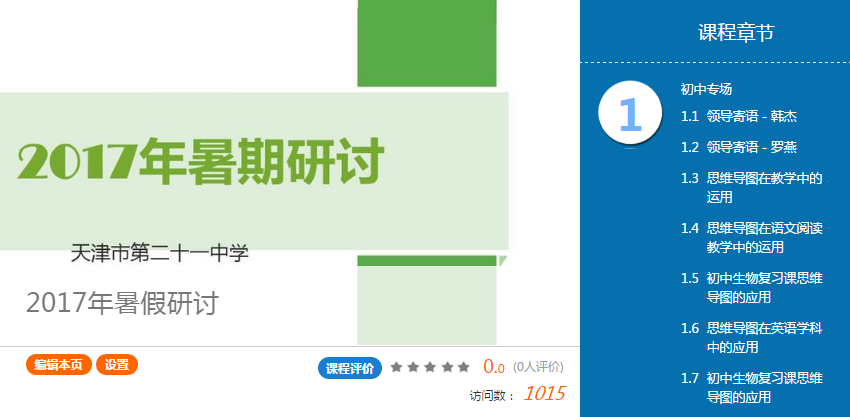 2017年暑期研讨
天津市第二十一中学
2017年暑假研讨
编辑本页 设置
课程评价 0.0 (0人评价)
访问数： 1015
课程章节
1
初中专场
1.1 领导寄语 - 韩杰
1.2 领导寄语 - 罗燕
1.3 思维导图在教学中的
运用
1.4 思维导图在语文阅读
教学中的运用
1.5 初中生物复习课思维
导图的应用
1.6 思维导图在英语学科
中的应用
1.7 初中生物复习课思维
导图的应用